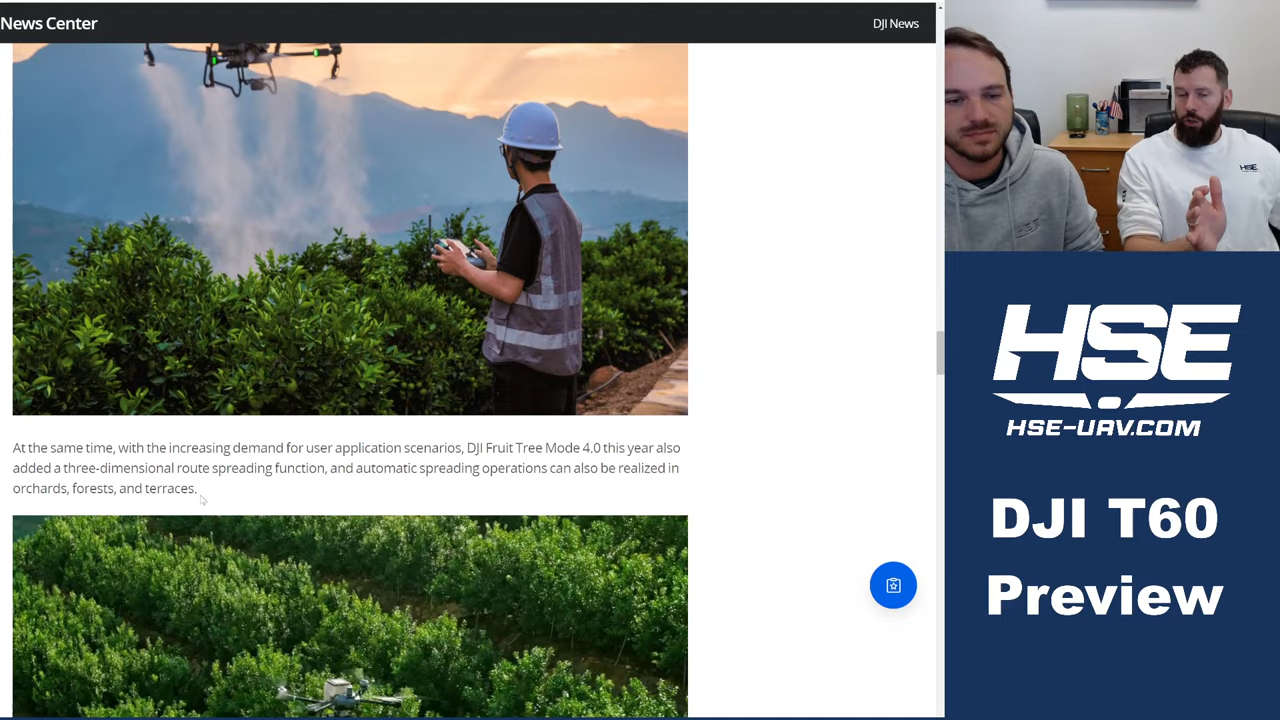 News Center
DJI News
At the same time, with the increasing demand for user application scenarios, DJI Fruit Tree Mode 4.0 this year also
added a three-dimensional route spreading function, and automatic spreading operations can also be realized in
orchards, forests, and terraces.
HSE
HSE
HSE-UAV.COM
DJI T60
Preview